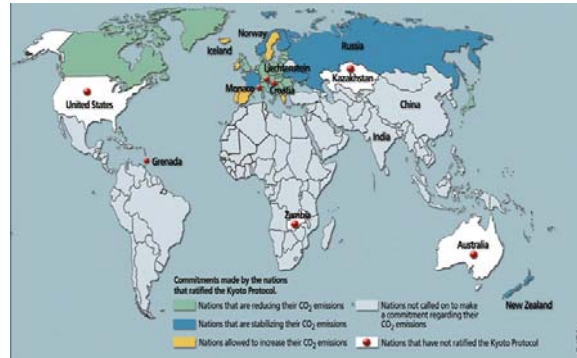 Norway
Iceland
Russia
Liechtenstein
Kazakhstan
Monaco
Croatia
United States
China
India
Grenada
Zambia
Australia
New Zealand
Commitments made by the nations
that ratified the Kyoto Protocol.
Nations that are reducing their CO₂ emissions
Nations that are stabilizing their CO₂ emissions
Nations allowed to increase their CO₂ emissions
Nations not called on to make
a commitment regarding their
CO₂ emissions
Nations that have not ratified the Kyoto Protocol